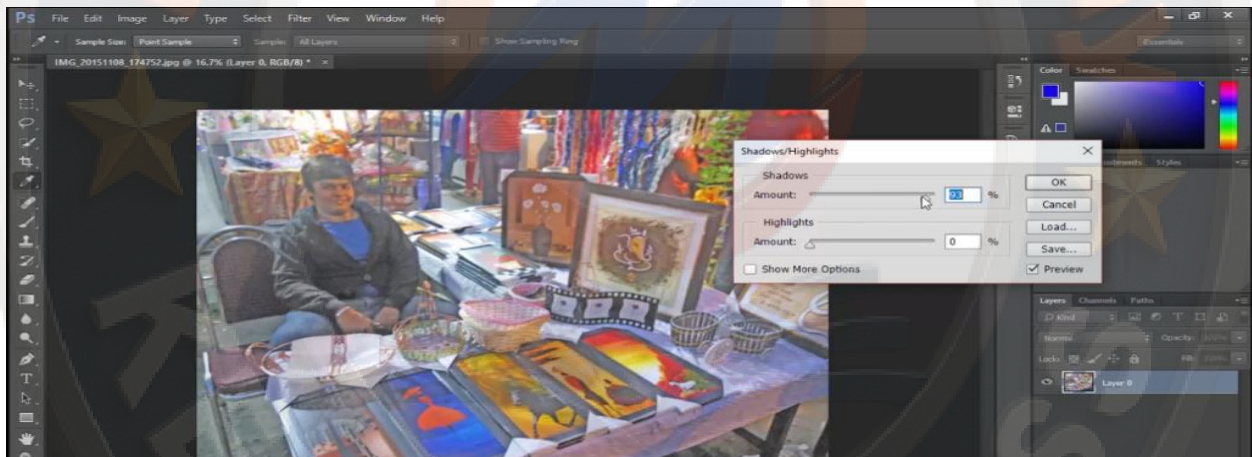 Ps File Edit Image Layer Type Select Filter View Window Help
Sample Size: Point Sample Sample: All Layers Show Sampling Ring Essentials
IMG_20151108_174752.jpg @ 16.7% (Layer 0, RGB/8) * ×
Color Swatches
Shadows/Highlights
Styles
Shadows
Amount: 93 %
OK
Cancel
Highlights
Amount: 0 %
Load...
Save...
Show More Options
Preview
Layers Channels Paths
Kind
Normal Opacity: 100%
Lock: Fill: 100%
Layer 0